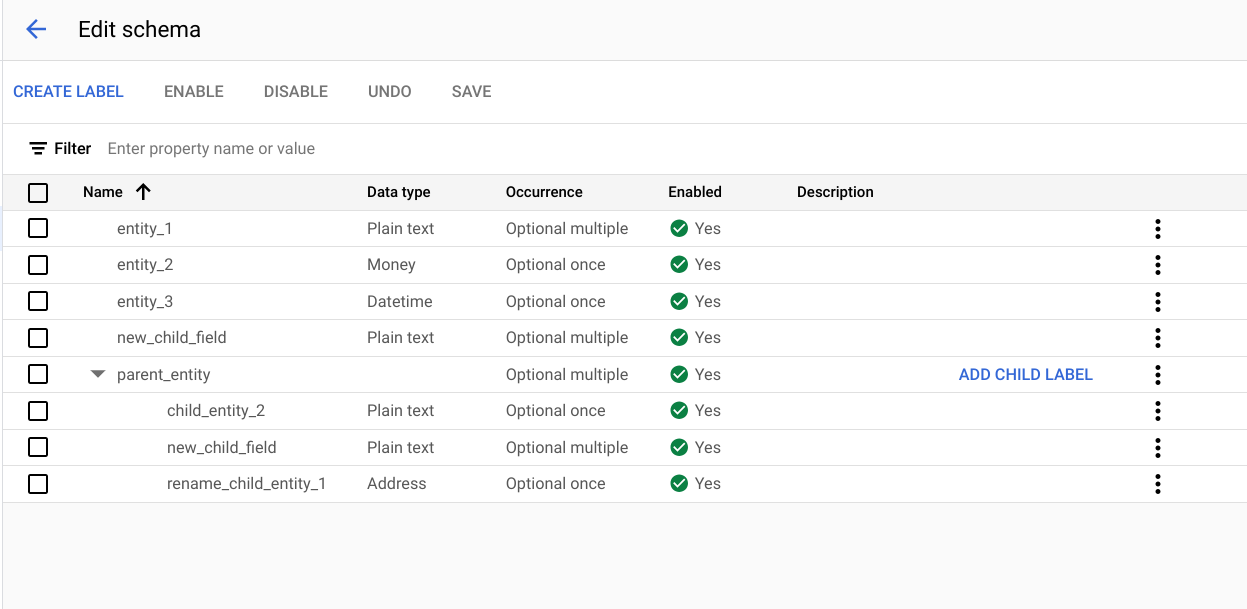 Edit schema
CREATE LABEL ENABLE DISABLE UNDO SAVE
Filter Enter property name or value
Name Data type Occurrence Enabled Description
entity_1 Plain text Optional multiple Yes
entity_2 Money Optional once Yes
entity_3 Datetime Optional once Yes
new_child_field Plain text Optional multiple Yes
parent_entity Optional multiple Yes ADD CHILD LABEL
child_entity_2 Plain text Optional once Yes
new_child_field Plain text Optional multiple Yes
rename_child_entity_1 Address Optional once Yes